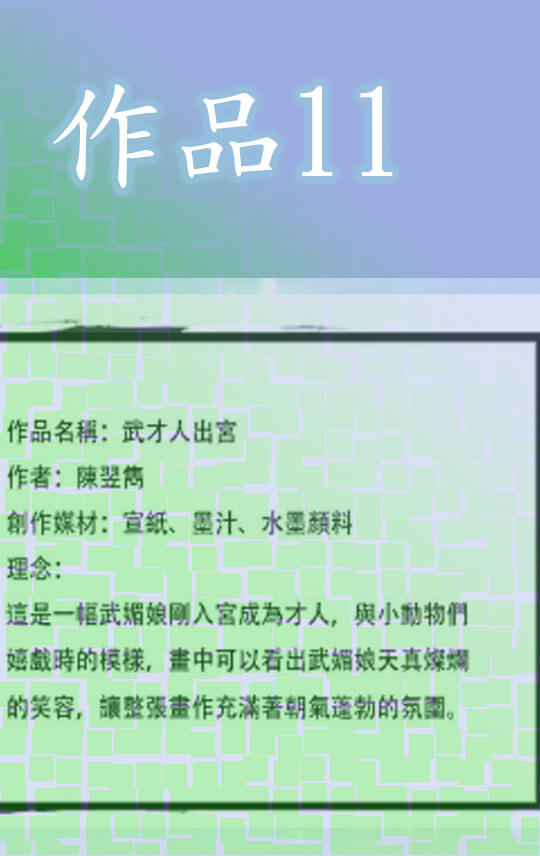 作品11
作品名稱：武才人出宮
作者：陳翌雋
創作媒材：宣紙、墨汁、水墨顏料
理念：
這是一幅武媚娘剛入宮成為才人，與小動物們
嬉戲時的模樣，畫中可以看出武媚娘天真燦爛
的笑容，讓整張畫作充滿著朝氣蓬勃的氛圍。